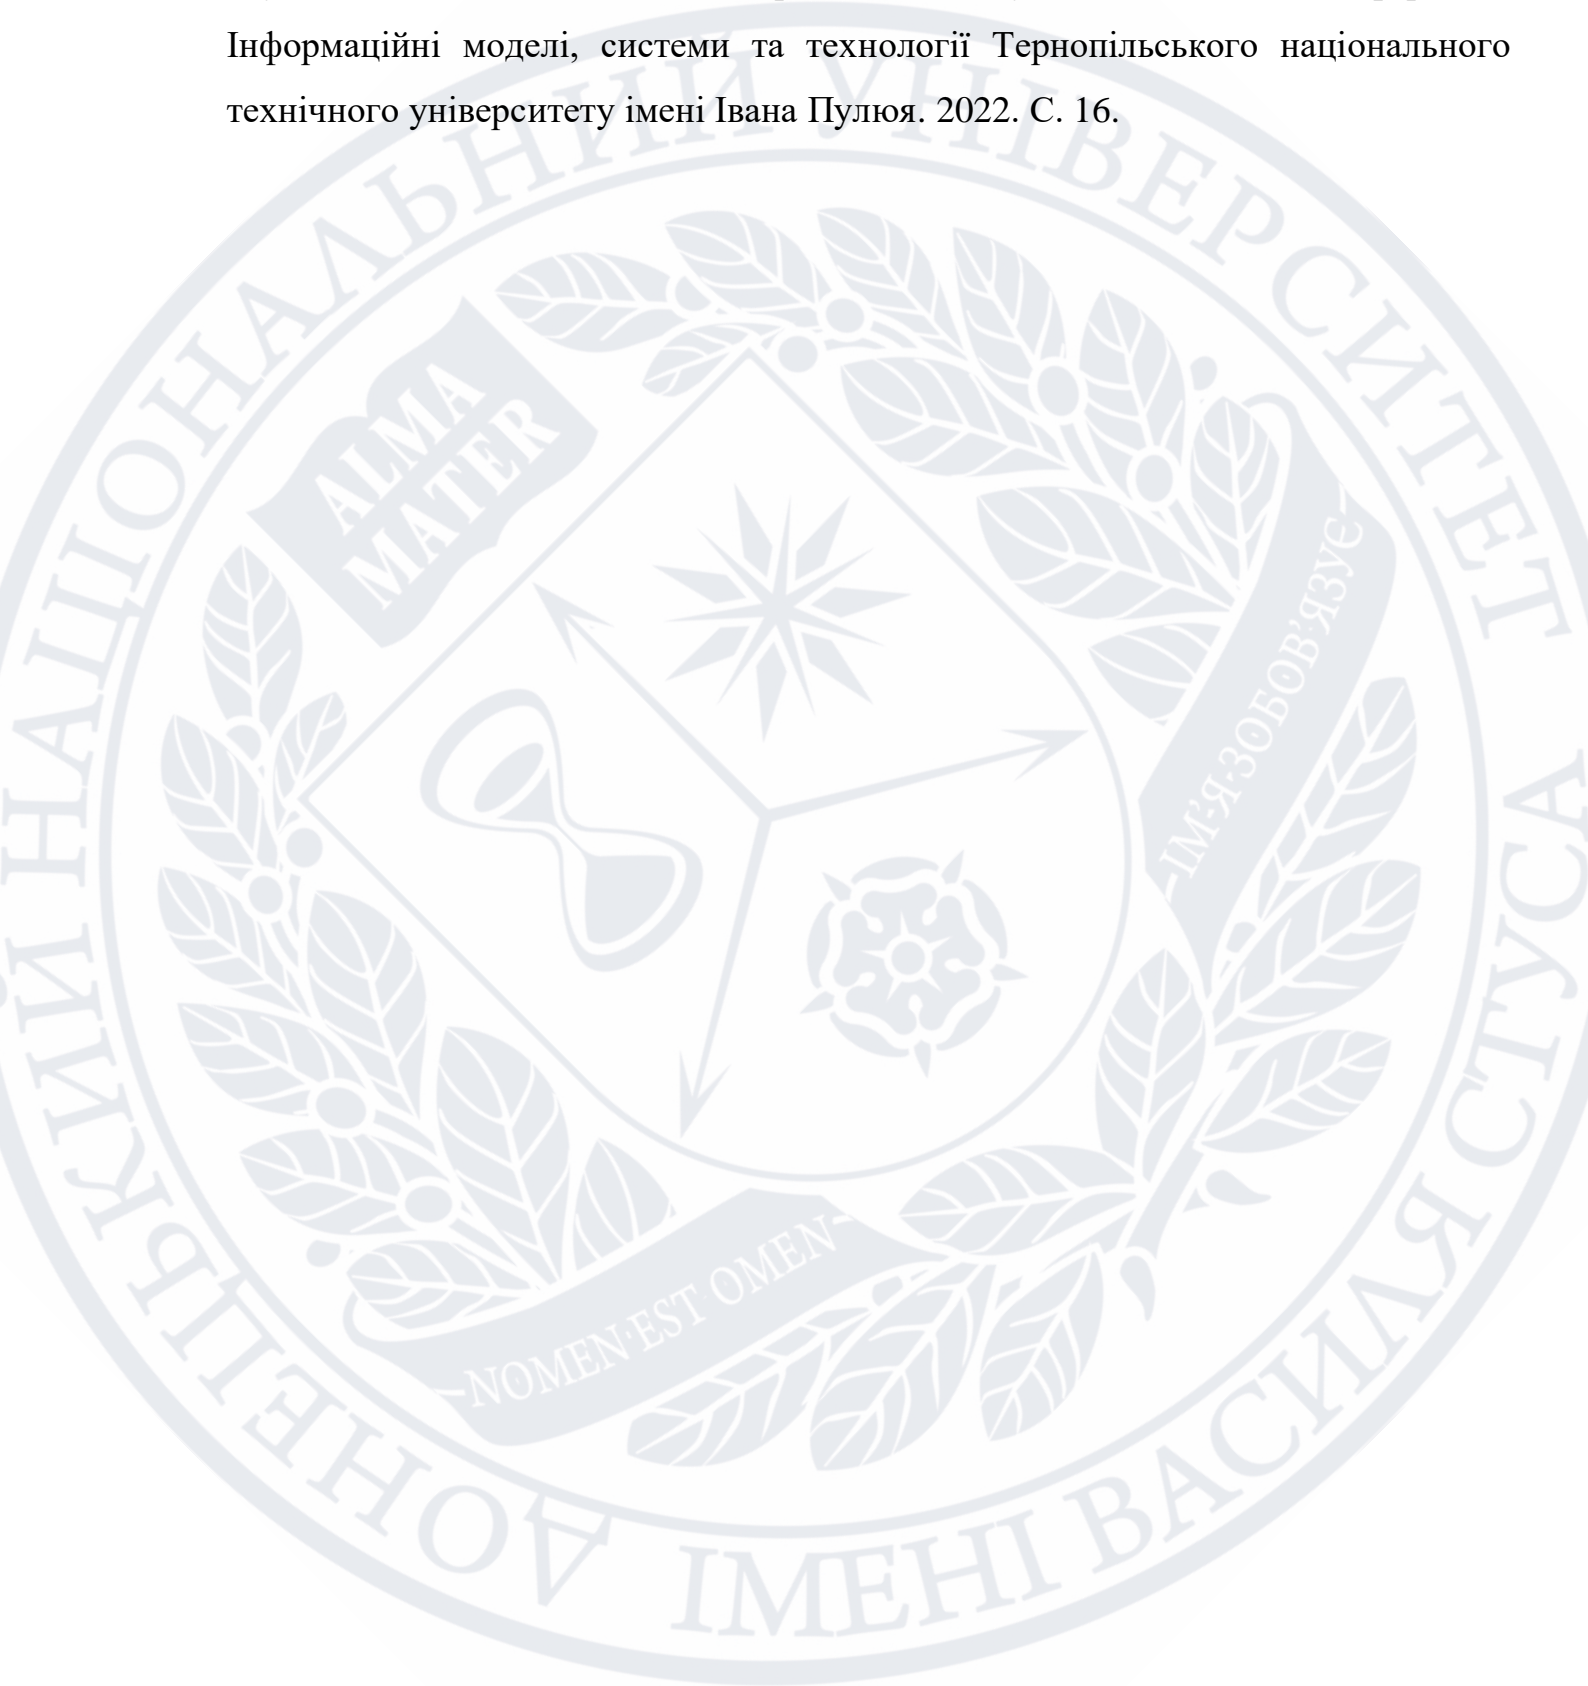 Інформаційні моделі, системи та технології Тернопільського національного
технічного університету імені Івана Пулюя. 2022. С. 16.
ДОНЕЦЬКИЙ НАЦІОНАЛЬНИЙ УНІВЕРСИТЕТ
ІМЕНІ ВАСИЛЯ СТУСА
ALMA
MATER
ІМ'Я·ЗОБОВ'ЯЗУЄ
NOMEN·EST·OMEN